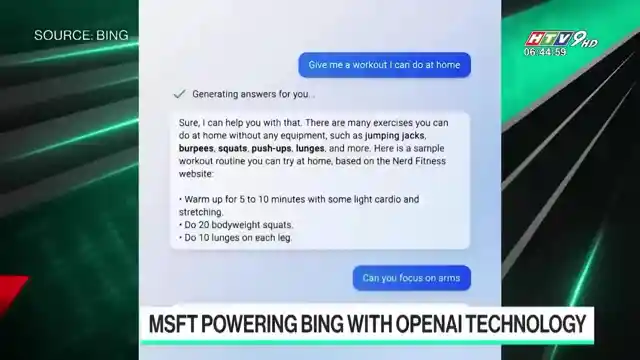 SOURCE: BING
HTV9 HD
06:44:59
Give me a workout I can do at home
Generating answers for you...
Sure, I can help you with that. There are many exercises you can
do at home without any equipment, such as jumping jacks,
burpees, squats, push-ups, lunges, and more. Here is a sample
workout routine you can try at home, based on the Nerd Fitness
website:
• Warm up for 5 to 10 minutes with some light cardio and
stretching.
• Do 20 bodyweight squats.
• Do 10 lunges on each leg.
Can you focus on arms
MSFT POWERING BING WITH OPENAI TECHNOLOGY